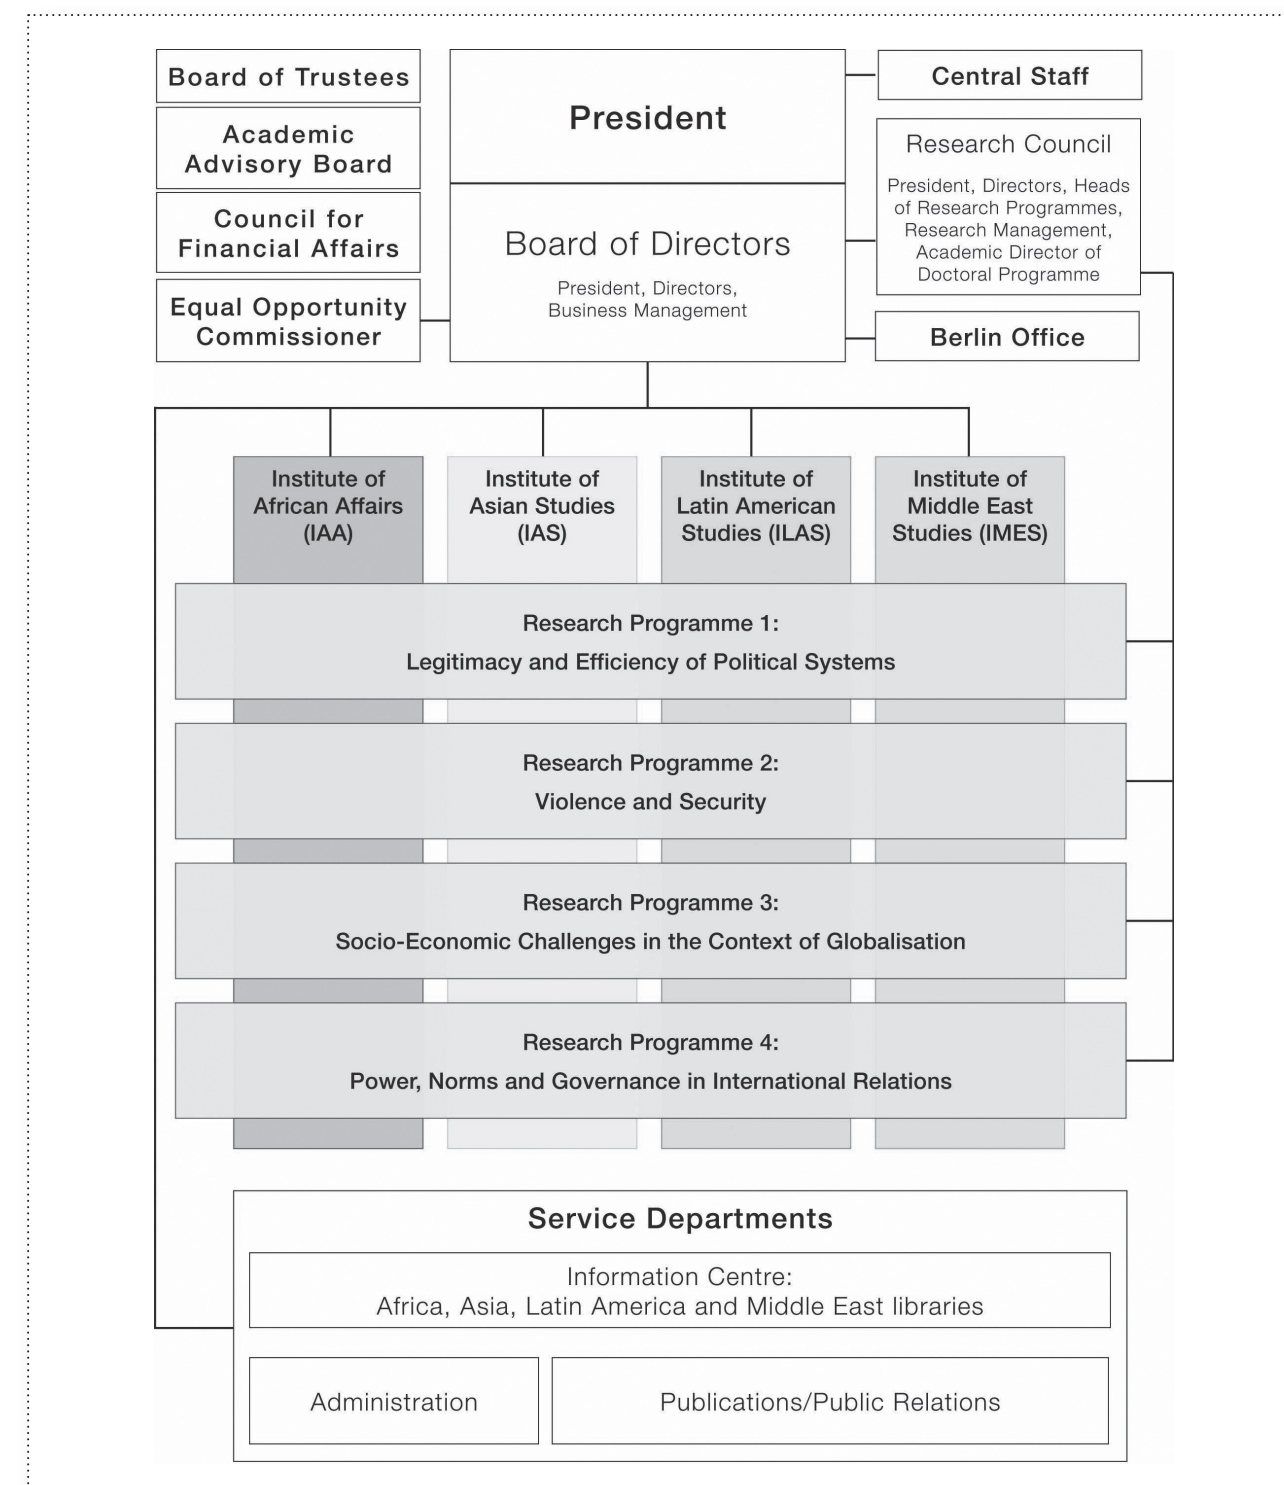 Board of Trustees
Academic
Advisory Board
Council for
Financial Affairs
Equal Opportunity
Commissioner
President
Board of Directors
President, Directors,
Business Management
Central Staff
Research Council
President, Directors, Heads
of Research Programmes,
Research Management,
Academic Director of
Doctoral Programme
Berlin Office
Institute of
African Affairs
(IAA)
Institute of
Asian Studies
(IAS)
Institute of
Latin American
Studies (ILAS)
Institute of
Middle East
Studies (IMES)
Research Programme 1:
Legitimacy and Efficiency of Political Systems
Research Programme 2:
Violence and Security
Research Programme 3:
Socio-Economic Challenges in the Context of Globalisation
Research Programme 4:
Power, Norms and Governance in International Relations
Service Departments
Information Centre:
Africa, Asia, Latin America and Middle East libraries
Administration
Publications/Public Relations